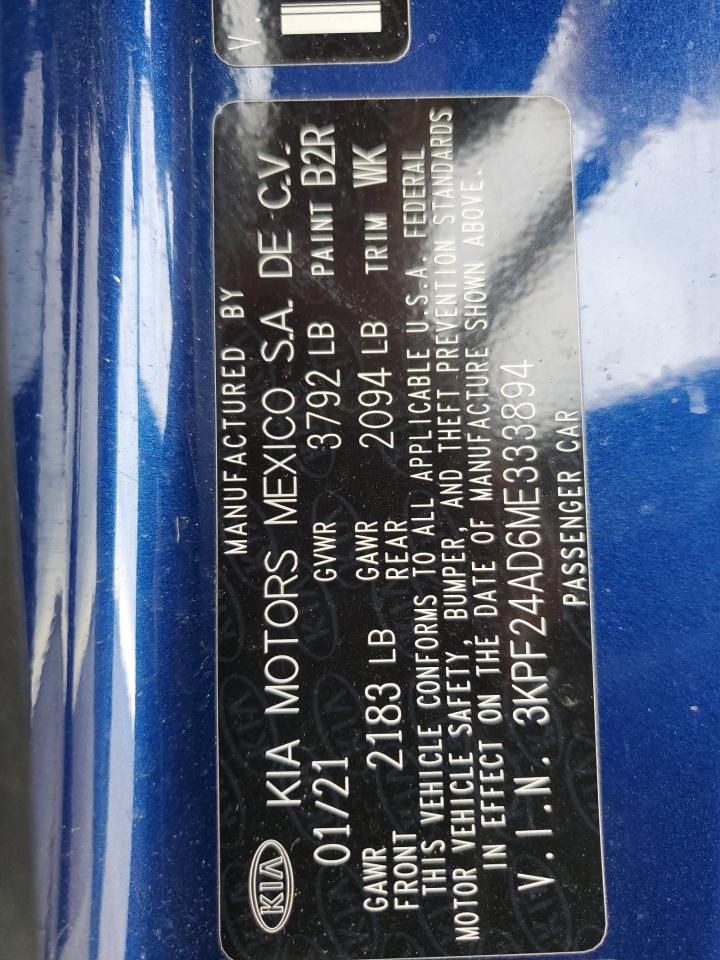 V.
MANUFACTURED BY
KIA KIA MOTORS MEXICO S.A. DE C.V.
01/21 GVWR 3792 LB PAINT B2R
GAWR FRONT 2183 LB GAWR REAR 2094 LB TRIM WK
THIS VEHICLE CONFORMS TO ALL APPLICABLE U.S.A. FEDERAL
MOTOR VEHICLE SAFETY, BUMPER, AND THEFT PREVENTION STANDARDS
IN EFFECT ON THE DATE OF MANUFACTURE SHOWN ABOVE.
V.I.N. 3KPF24AD6ME333894
PASSENGER CAR